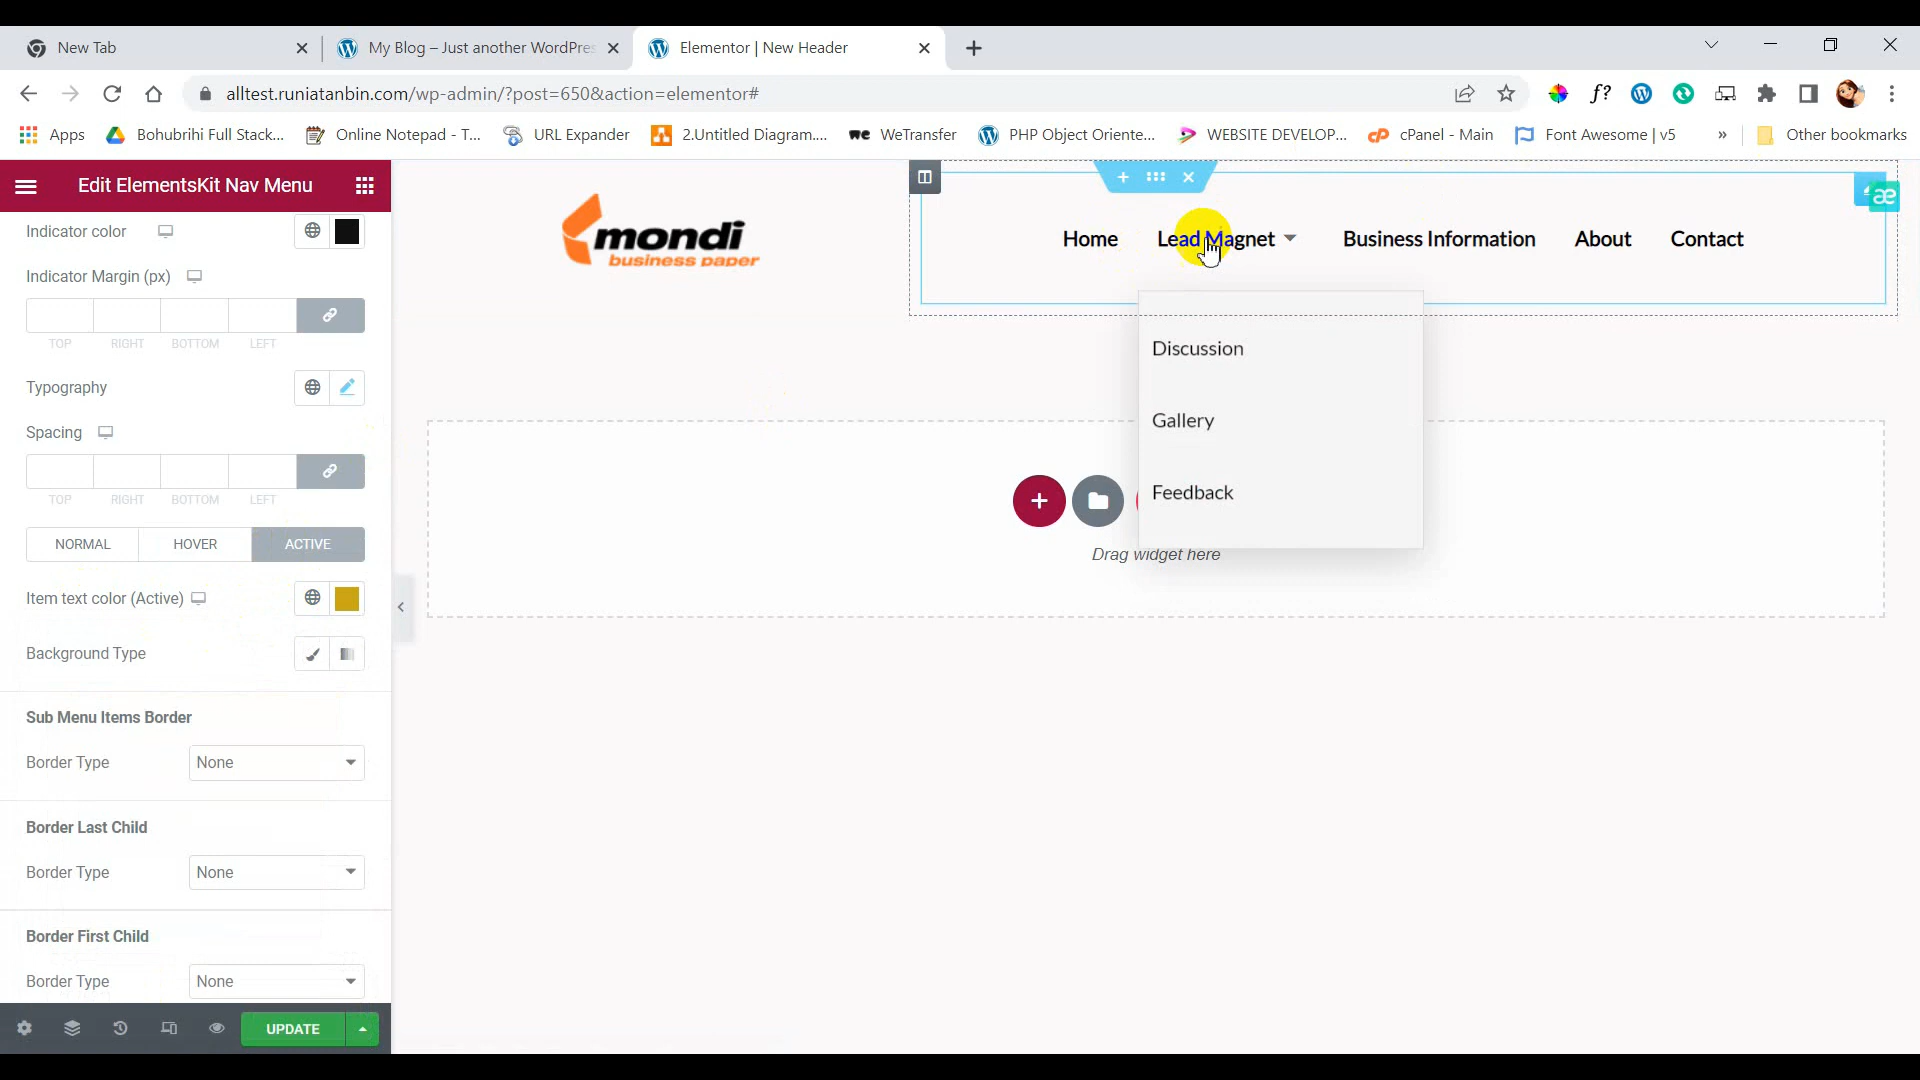 New Tab
My Blog – Just another WordPre
Elementor | New Header
alltest.runiatanbin.com/wp-admin/?post=650&action=elementor#
f?
Apps
Bohubrihi Full Stack...
Online Notepad - T...
URL Expander
2.Untitled Diagram....
we WeTransfer
PHP Object Oriente...
WEBSITE DEVELOP...
cP cPanel - Main
Font Awesome | v5
»
Other bookmarks
Edit ElementsKit Nav Menu
Indicator color
Indicator Margin (px)
TOP RIGHT BOTTOM LEFT
Typography
Spacing
TOP RIGHT BOTTOM LEFT
NORMAL HOVER ACTIVE
Item text color (Active)
Background Type
Sub Menu Items Border
Border Type None
Border Last Child
Border Type None
Border First Child
Border Type None
UPDATE
mondi
business paper
Home
Lead Magnet
Business Information
About
Contact
æ
Discussion
Gallery
Feedback
Drag widget here